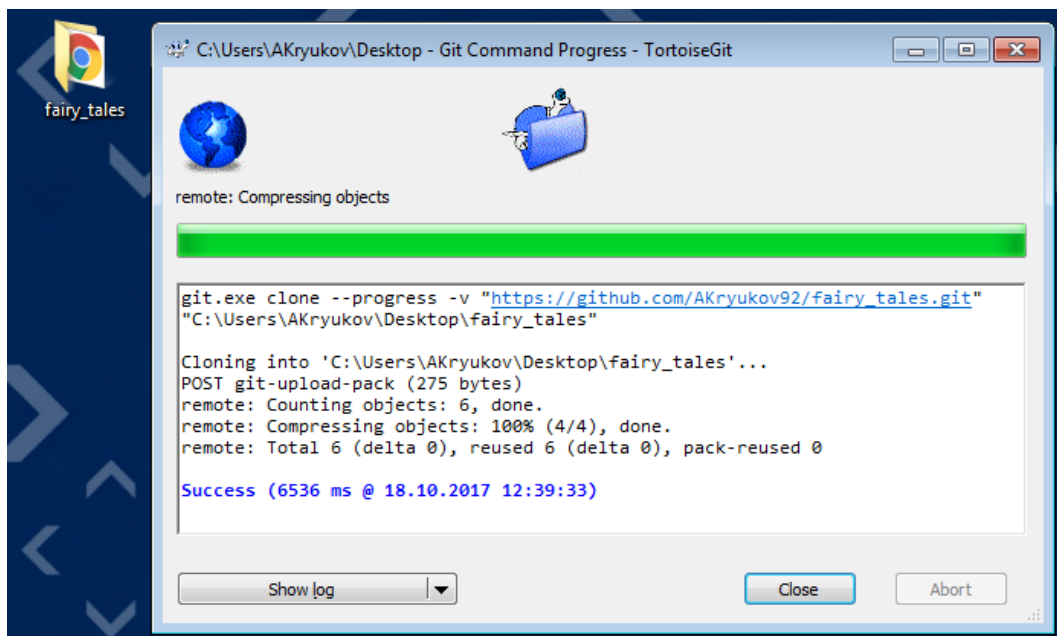 fairy_tales
C:\Users\AKryukov\Desktop - Git Command Progress - TortoiseGit
remote: Compressing objects
git.exe clone --progress -v "https://github.com/AKryukov92/fairy_tales.git"
"C:\Users\AKryukov\Desktop\fairy_tales"
Cloning into 'C:\Users\AKryukov\Desktop\fairy_tales'...
POST git-upload-pack (275 bytes)
remote: Counting objects: 6, done.
remote: Compressing objects: 100% (4/4), done.
remote: Total 6 (delta 0), reused 6 (delta 0), pack-reused 0
Success (6536 ms @ 18.10.2017 12:39:33)
Show log
Close
Abort